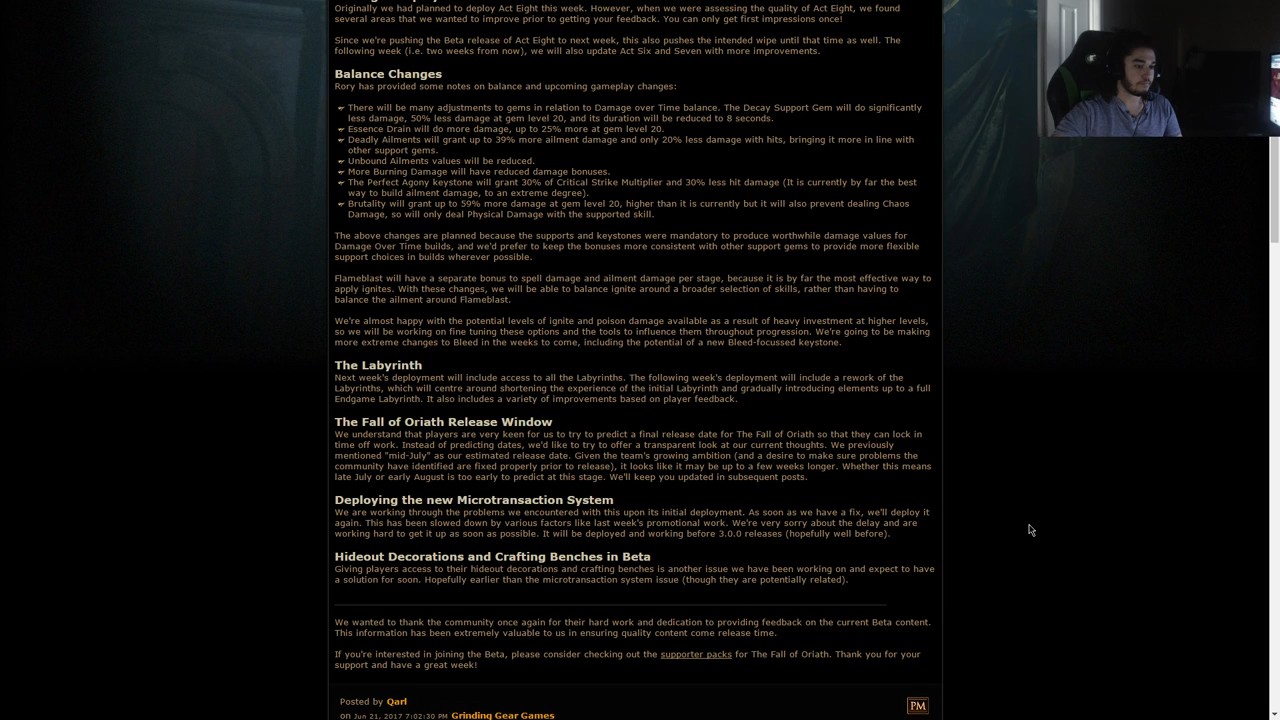 Originally we had planned to deploy Act Eight this week. However, when we were assessing the quality of Act Eight, we found
several areas that we wanted to improve prior to getting your feedback. You can only get first impressions once!
Since we're pushing the Beta release of Act Eight to next week, this also pushes the intended wipe until that time as well. The
following week (i.e. two weeks from now), we will also update Act Six and Seven with more improvements.
Balance Changes
Rory has provided some notes on balance and upcoming gameplay changes:
There will be many adjustments to gems in relation to Damage over Time balance. The Decay Support Gem will do significantly
less damage, 50% less damage at gem level 20, and its duration will be reduced to 8 seconds.
Essence Drain will do more damage, up to 25% more at gem level 20.
Deadly Ailments will grant up to 39% more ailment damage and only 20% less damage with hits, bringing it more in line with
other support gems.
Unbound Ailments values will be reduced.
More Burning Damage will have reduced damage bonuses.
The Perfect Agony keystone will grant 30% of Critical Strike Multiplier and 30% less hit damage (It is currently by far the best
way to build ailment damage, to an extreme degree).
Brutality will grant up to 59% more damage at gem level 20, higher than it is currently but it will also prevent dealing Chaos
Damage, so will only deal Physical Damage with the supported skill.
The above changes are planned because the supports and keystones were mandatory to produce worthwhile damage values for
Damage Over Time builds, and we'd prefer to keep the bonuses more consistent with other support gems to provide more flexible
support choices in builds wherever possible.
Flameblast will have a separate bonus to spell damage and ailment damage per stage, because it is by far the most effective way to
apply ignites. With these changes, we will be able to balance ignite around a broader selection of skills, rather than having to
balance the ailment around Flameblast.
We're almost happy with the potential levels of ignite and poison damage available as a result of heavy investment at higher levels,
so we will be working on fine tuning these options and the tools to influence them throughout progression. We're going to be making
more extreme changes to Bleed in the weeks to come, including the potential of a new Bleed-focussed keystone.
The Labyrinth
Next week's deployment will include access to all the Labyrinths. The following week's deployment will include a rework of the
Labyrinths, which will centre around shortening the experience of the initial Labyrinth and gradually introducing elements up to a full
Endgame Labyrinth. It also includes a variety of improvements based on player feedback.
The Fall of Oriath Release Window
We understand that players are very keen for us to try to predict a final release date for The Fall of Oriath so that they can lock in
time off work. Instead of predicting dates, we'd like to try to offer a transparent look at our current thoughts. We previously
mentioned "mid-July" as our estimated release date. Given the team's growing ambition (and a desire to make sure problems the
community have identified are fixed properly prior to release), it looks like it may be up to a few weeks longer. Whether this means
late July or early August is too early to predict at this stage. We'll keep you updated in subsequent posts.
Deploying the new Microtransaction System
We are working through the problems we encountered with this upon its initial deployment. As soon as we have a fix, we'll deploy it
again. This has been slowed down by various factors like last week's promotional work. We're very sorry about the delay and are
working hard to get it up as soon as possible. It will be deployed and working before 3.0.0 releases (hopefully well before).
Hideout Decorations and Crafting Benches in Beta
Giving players access to their hideout decorations and crafting benches is another issue we have been working on and expect to have
a solution for soon. Hopefully earlier than the microtransaction system issue (though they are potentially related).
We wanted to thank the community once again for their hard work and dedication to providing feedback on the current Beta content.
This information has been extremely valuable to us in ensuring quality content come release time.
If you're interested in joining the Beta, please consider checking out the supporter packs for The Fall of Oriath. Thank you for your
support and have a great week!
Posted by Qarl
PM
on Jun 21, 2017 7:02:30 PM Grinding Gear Games